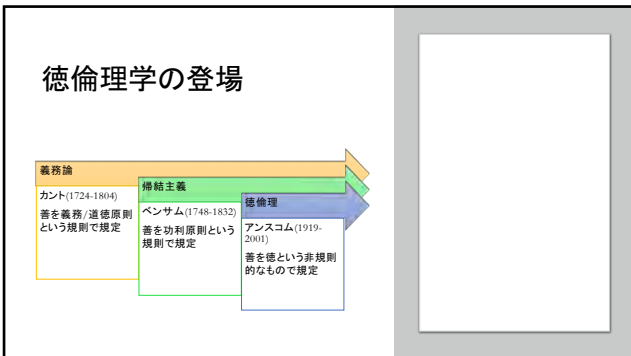 徳倫理学の登場
義務論
カント(1724-1804)
善を義務/道徳原則
という規則で規定
帰結主義
ベンサム(1748-1832)
善を功利原則という
規則で規定
徳倫理
アンスコム(1919-
2001)
善を徳という非規則
的なもので規定